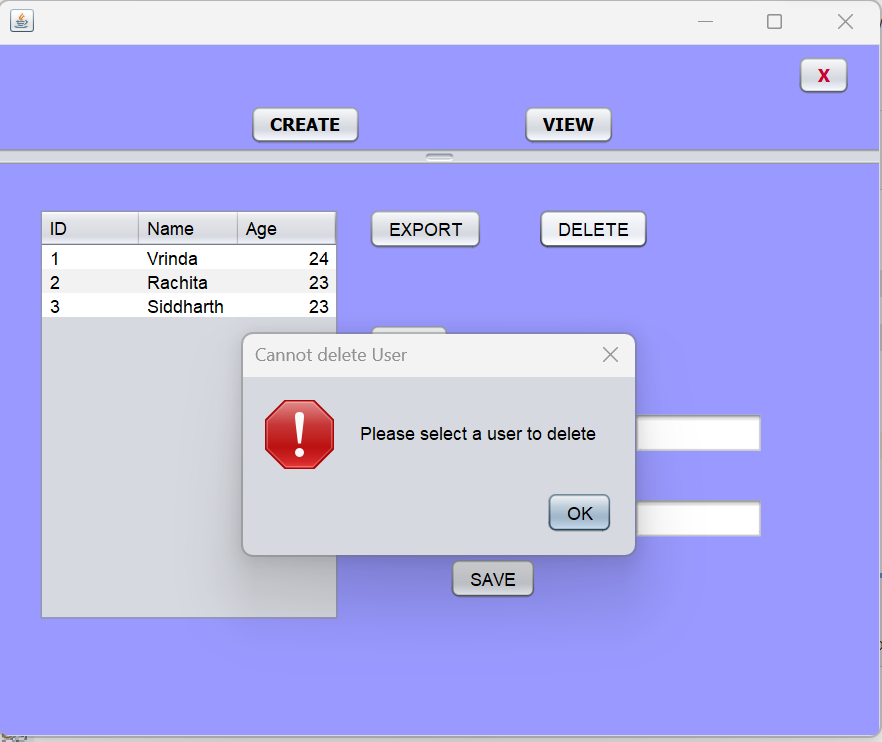 X
CREATE VIEW
ID Name Age
1 Vrinda 24
2 Rachita 23
3 Siddharth 23
EXPORT DELETE
Cannot delete User
Please select a user to delete
OK
SAVE